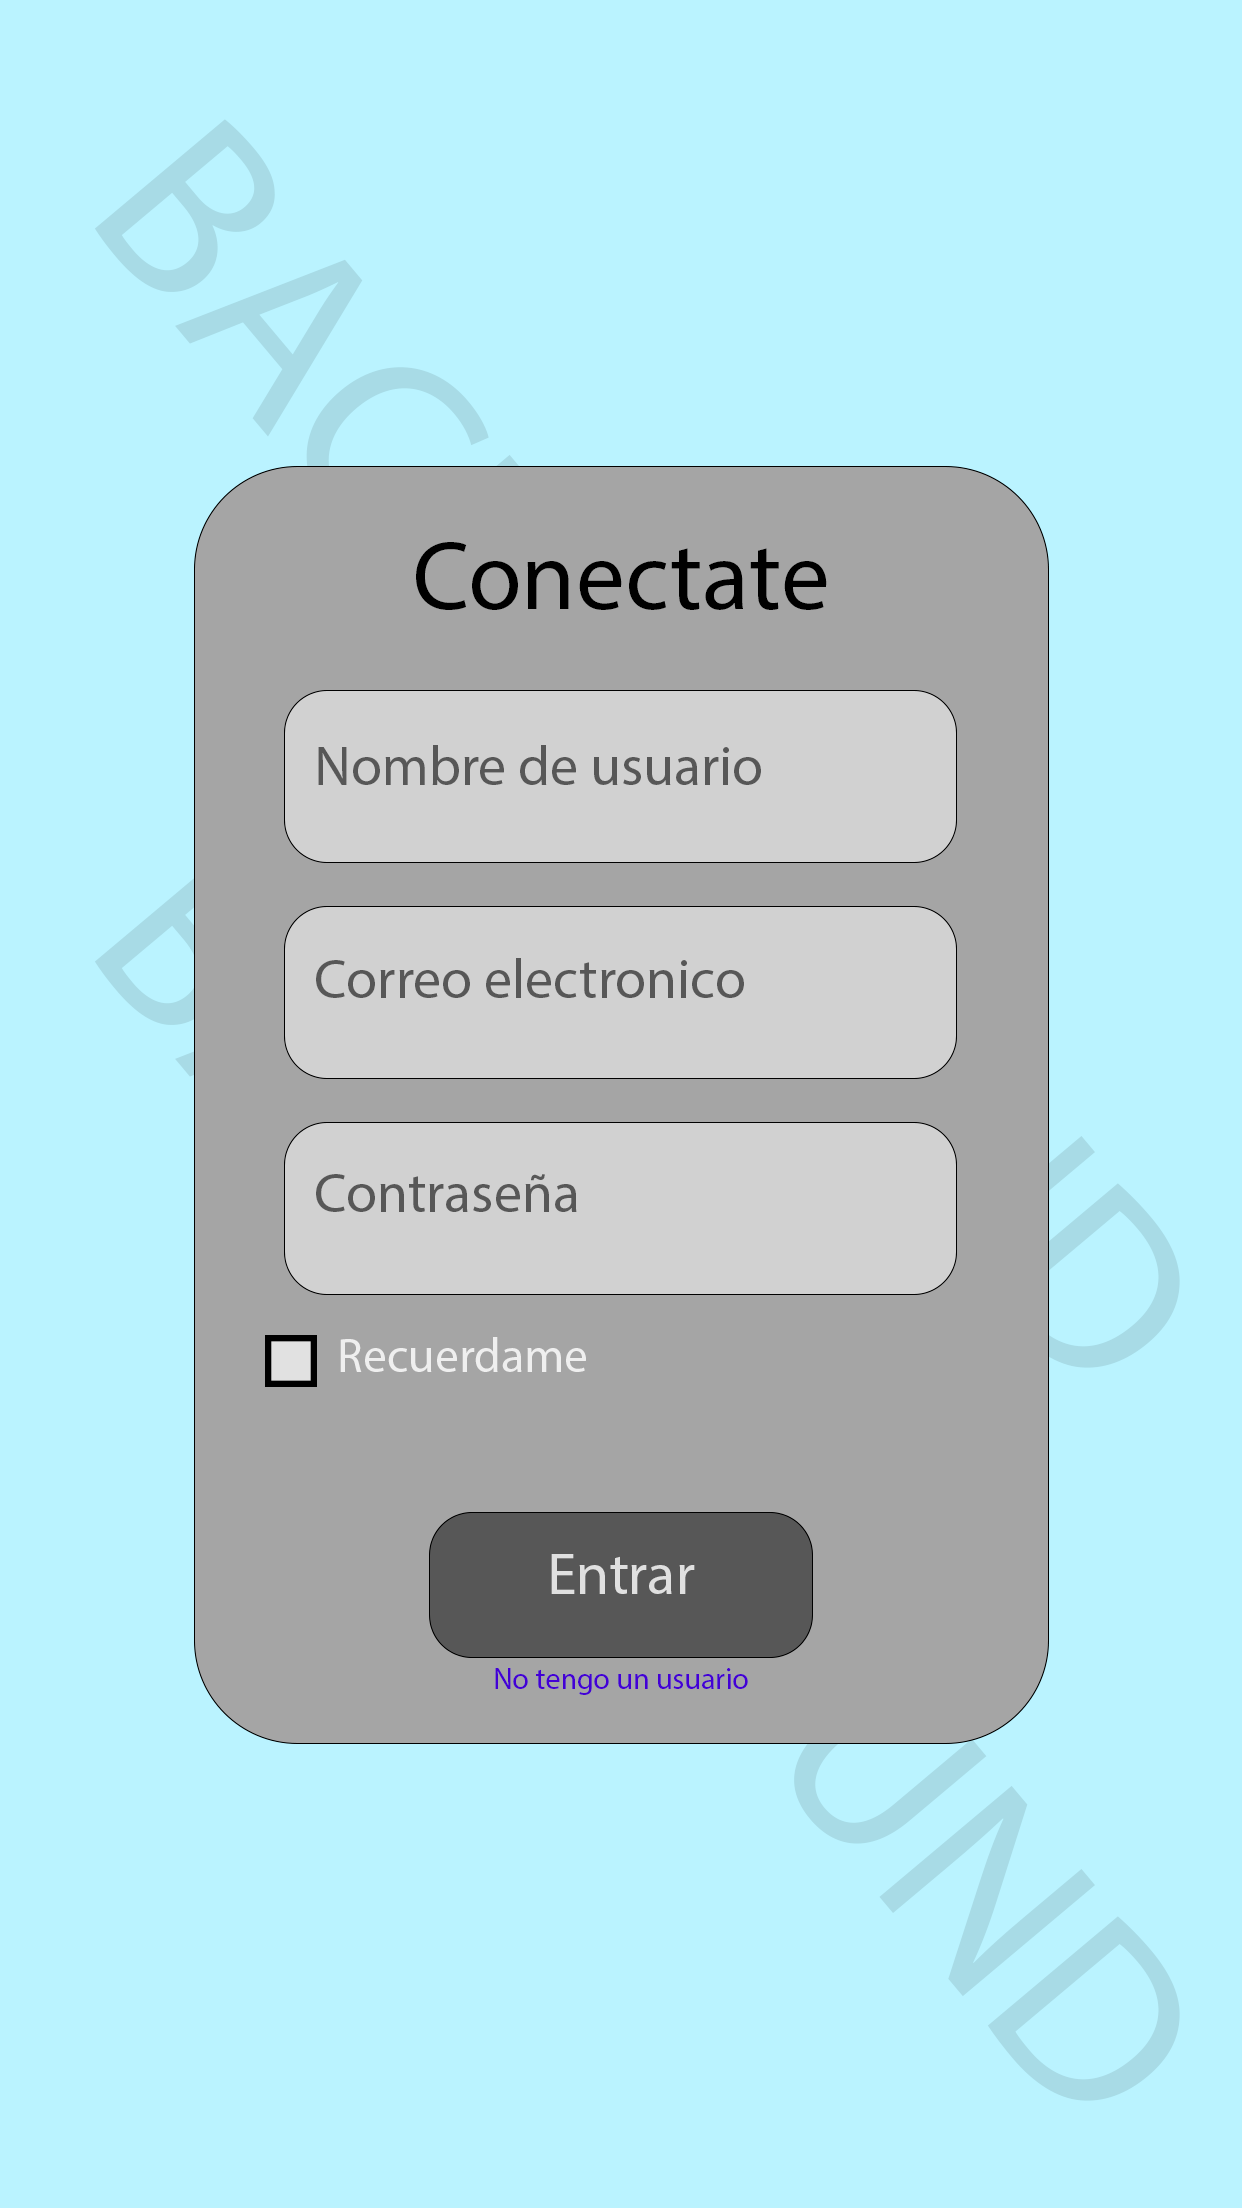 BAC
Conectate
Nombre de usuario
Correo electronico
Contraseña
Recuerdame
Entrar
No tengo un usuario
UND